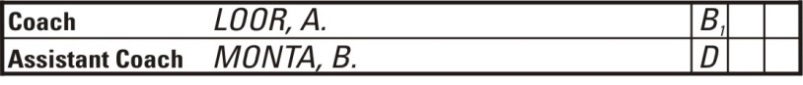 Coach LOOR, A. B₁
Assistant Coach MONTA, B. D